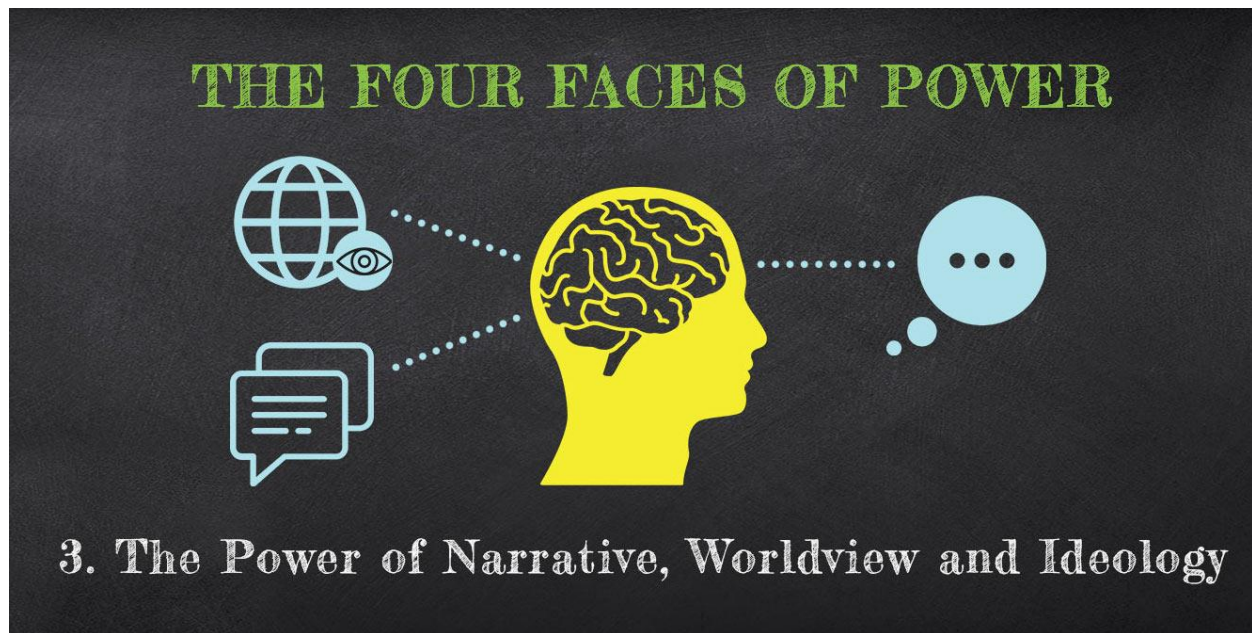 THE FOUR FACES OF POWER
3. The Power of Narrative, Worldview and Ideology